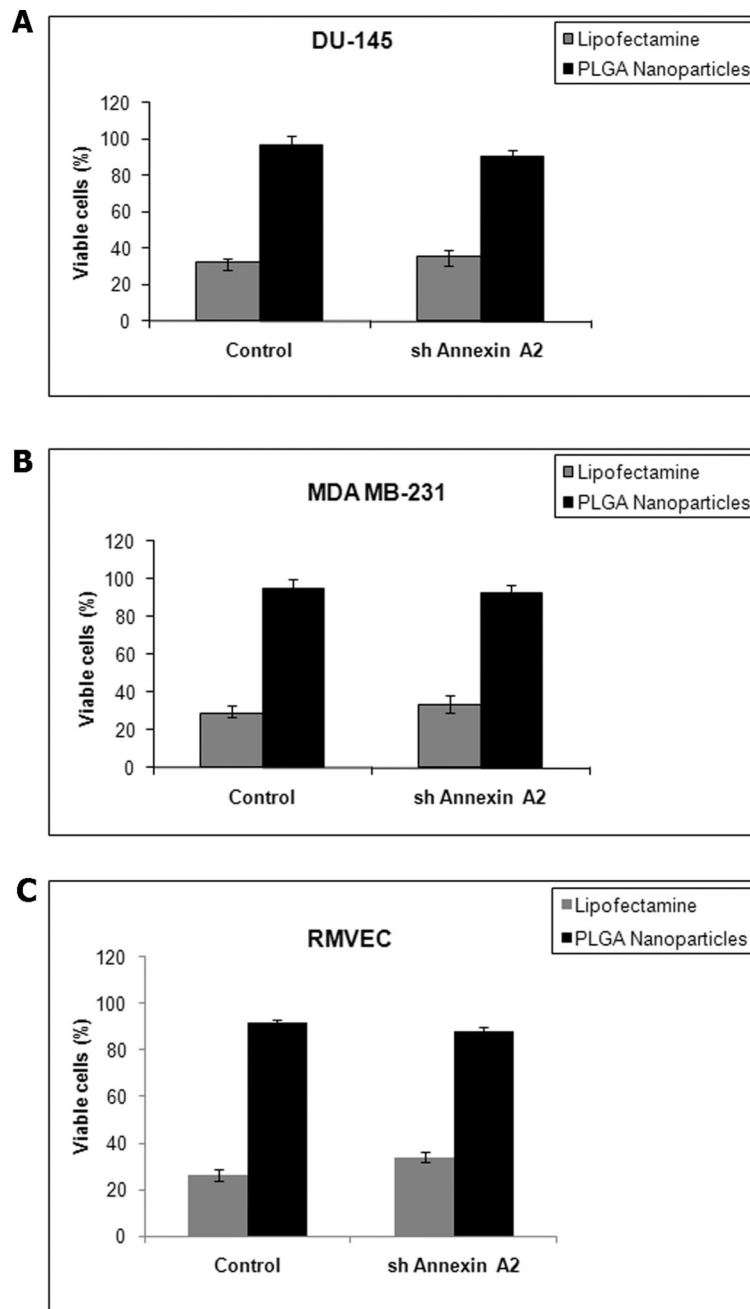 A
DU-145
Lipofectamine
PLGA Nanoparticles
Viable cells (%)
120
100
80
60
40
20
0
Control
sh Annexin A2
B
MDA MB-231
Lipofectamine
PLGA Nanoparticles
Viable cells (%)
120
100
80
60
40
20
0
Control
sh Annexin A2
C
RMVEC
Lipofectamine
PLGA Nanoparticles
Viable cells (%)
120
100
80
60
40
20
0
Control
sh Annexin A2